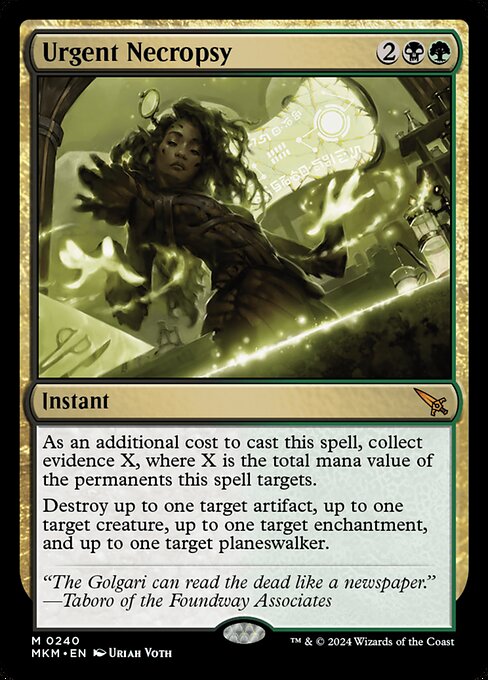 Urgent Necropsy 2
Instant
As an additional cost to cast this spell, collect
evidence X, where X is the total mana value of
the permanents this spell targets.
Destroy up to one target artifact, up to one
target creature, up to one target enchantment,
and up to one target planeswalker.
“The Golgari can read the dead like a newspaper.”
—Taboro of the Foundway Associates
M 0240
MKM • EN Uriah Voth
™ & © 2024 Wizards of the Coast